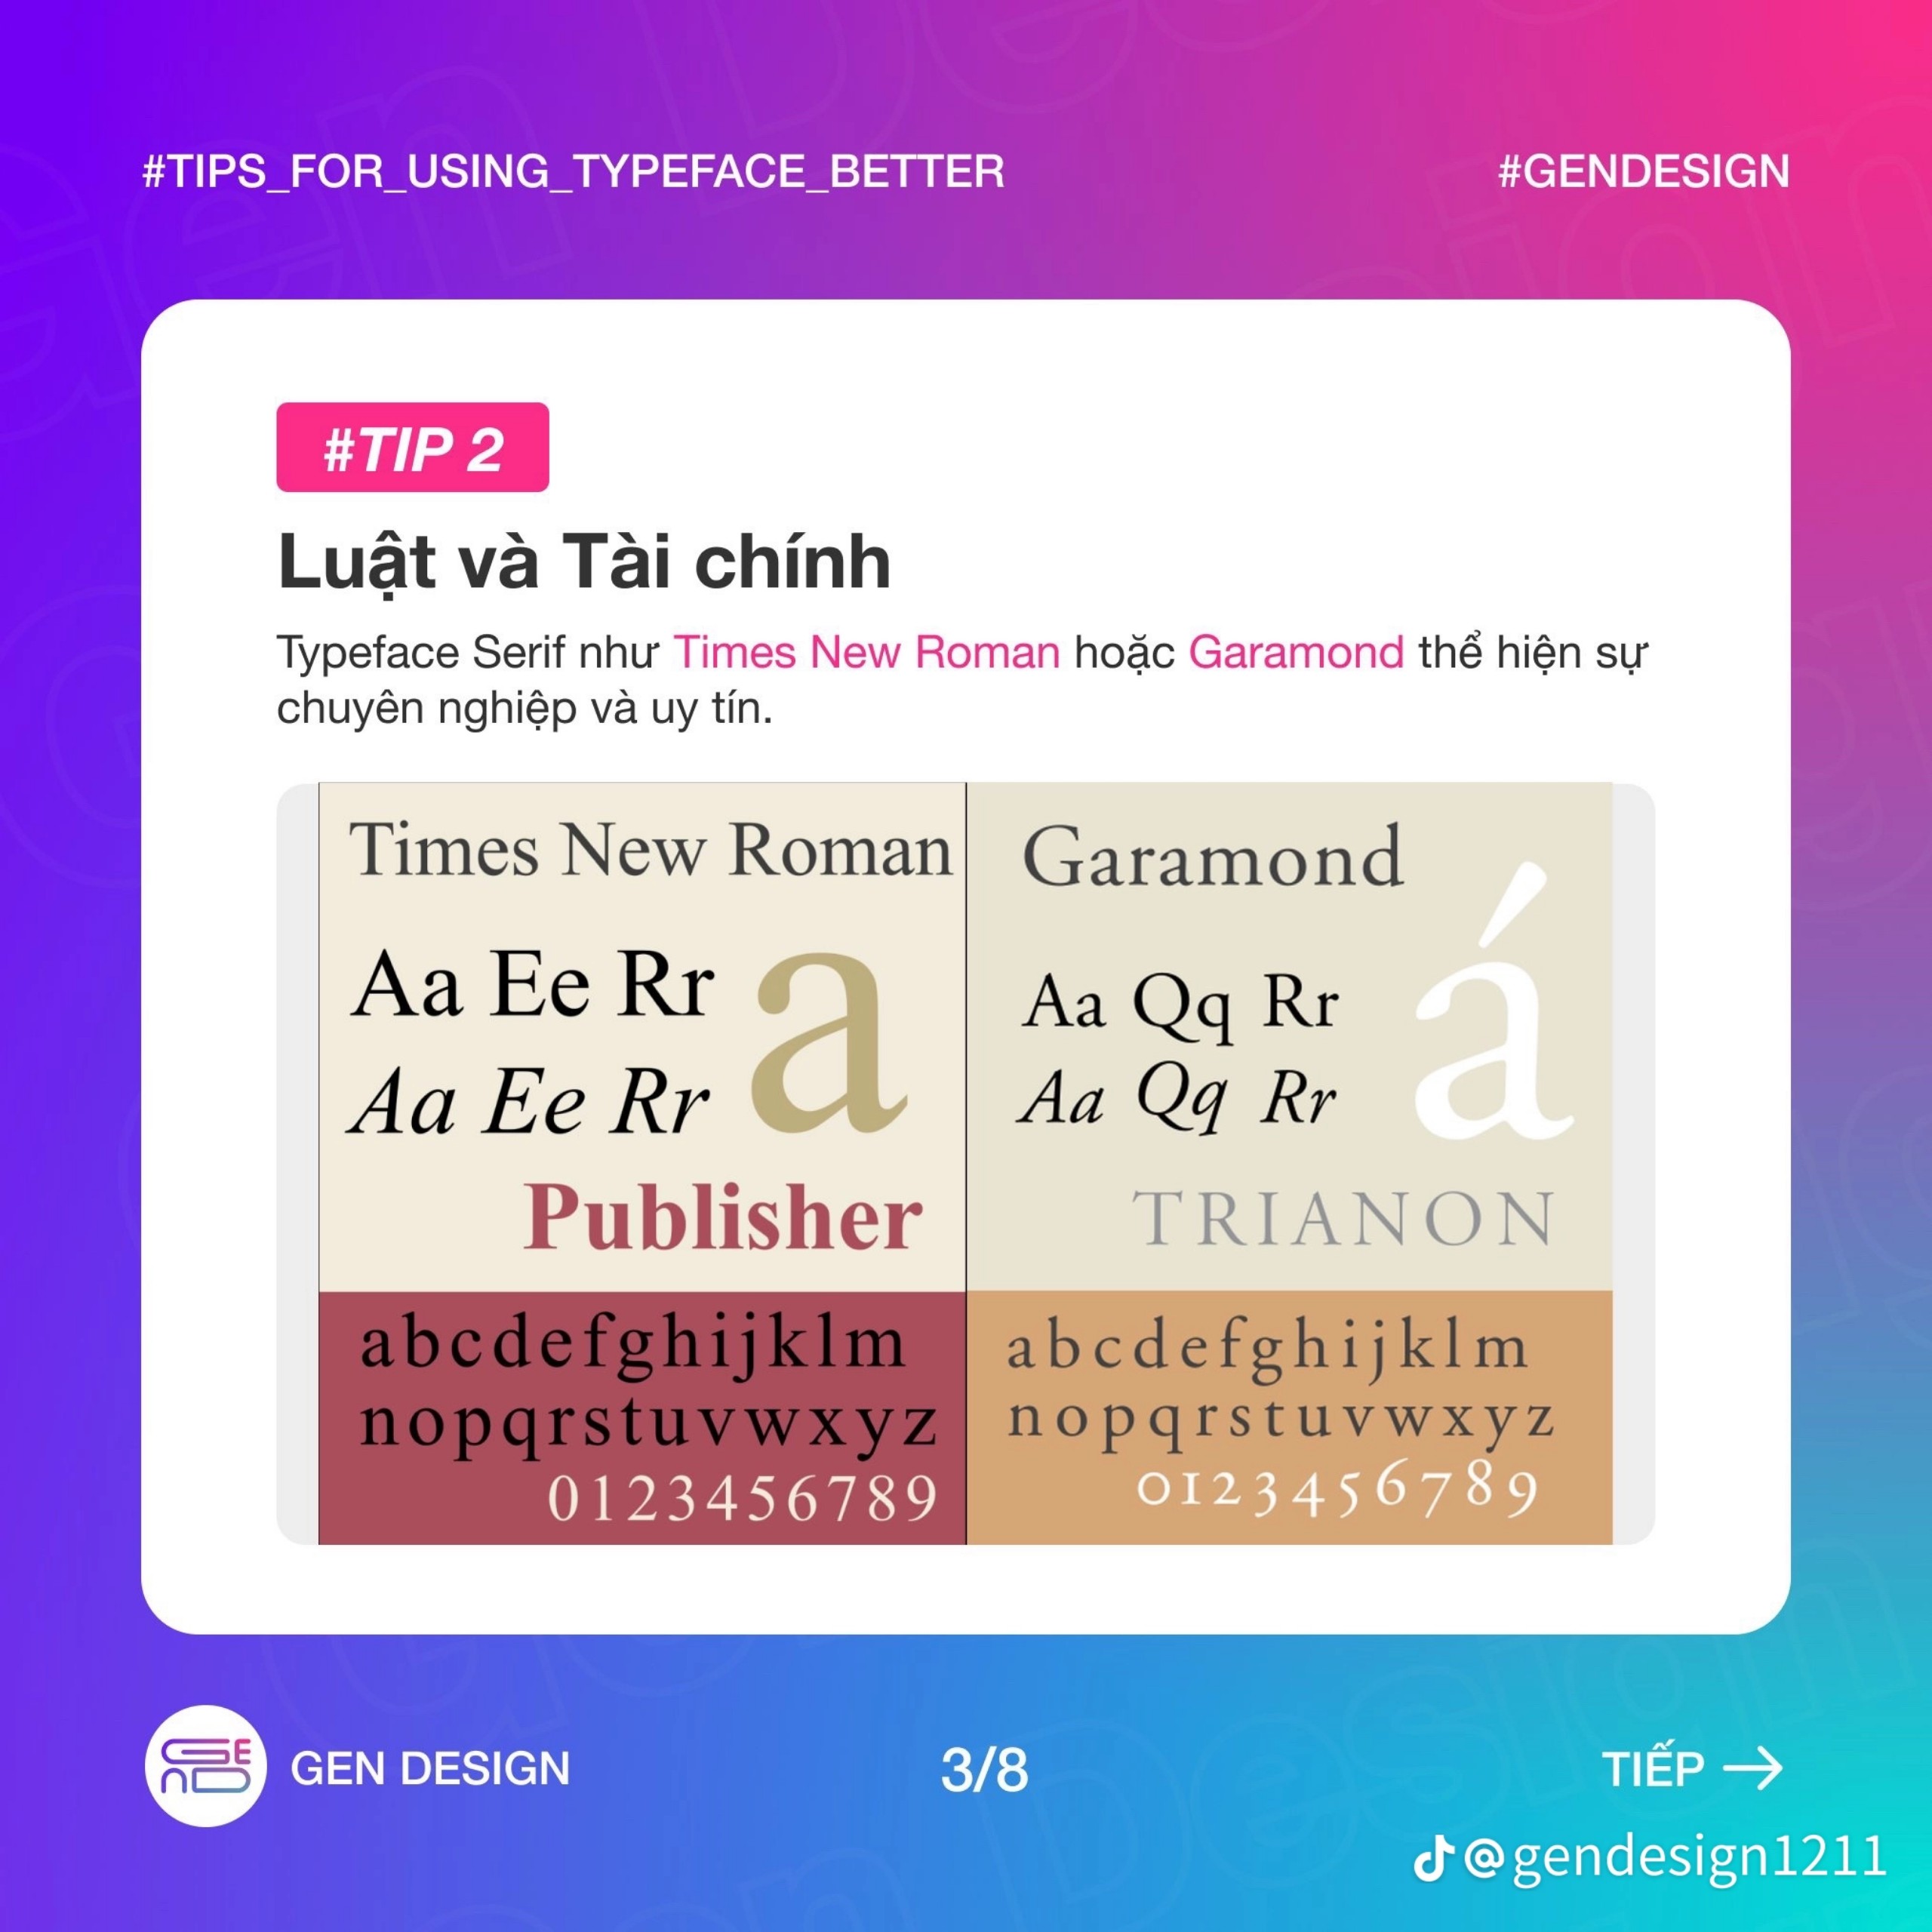 #TIPS_FOR_USING_TYPEFACE_BETTER
#GENDESIGN
#TIP 2
Luật và Tài chính
Typeface Serif như Times New Roman hoặc Garamond thể hiện sự
chuyên nghiệp và uy tín.
Times New Roman
Aa Ee Rr
a
Aa Ee Rr
Publisher
abcdefghijklm
nopqrstuvwxyz
0123456789
Garamond
Aa Qq Rr
á
Aa Qq Rr
TRIANON
abcdefghijklm
nopqrstuvwxyz
0123456789
GEN DESIGN
3/8
TIẾP →
@gendesign1211